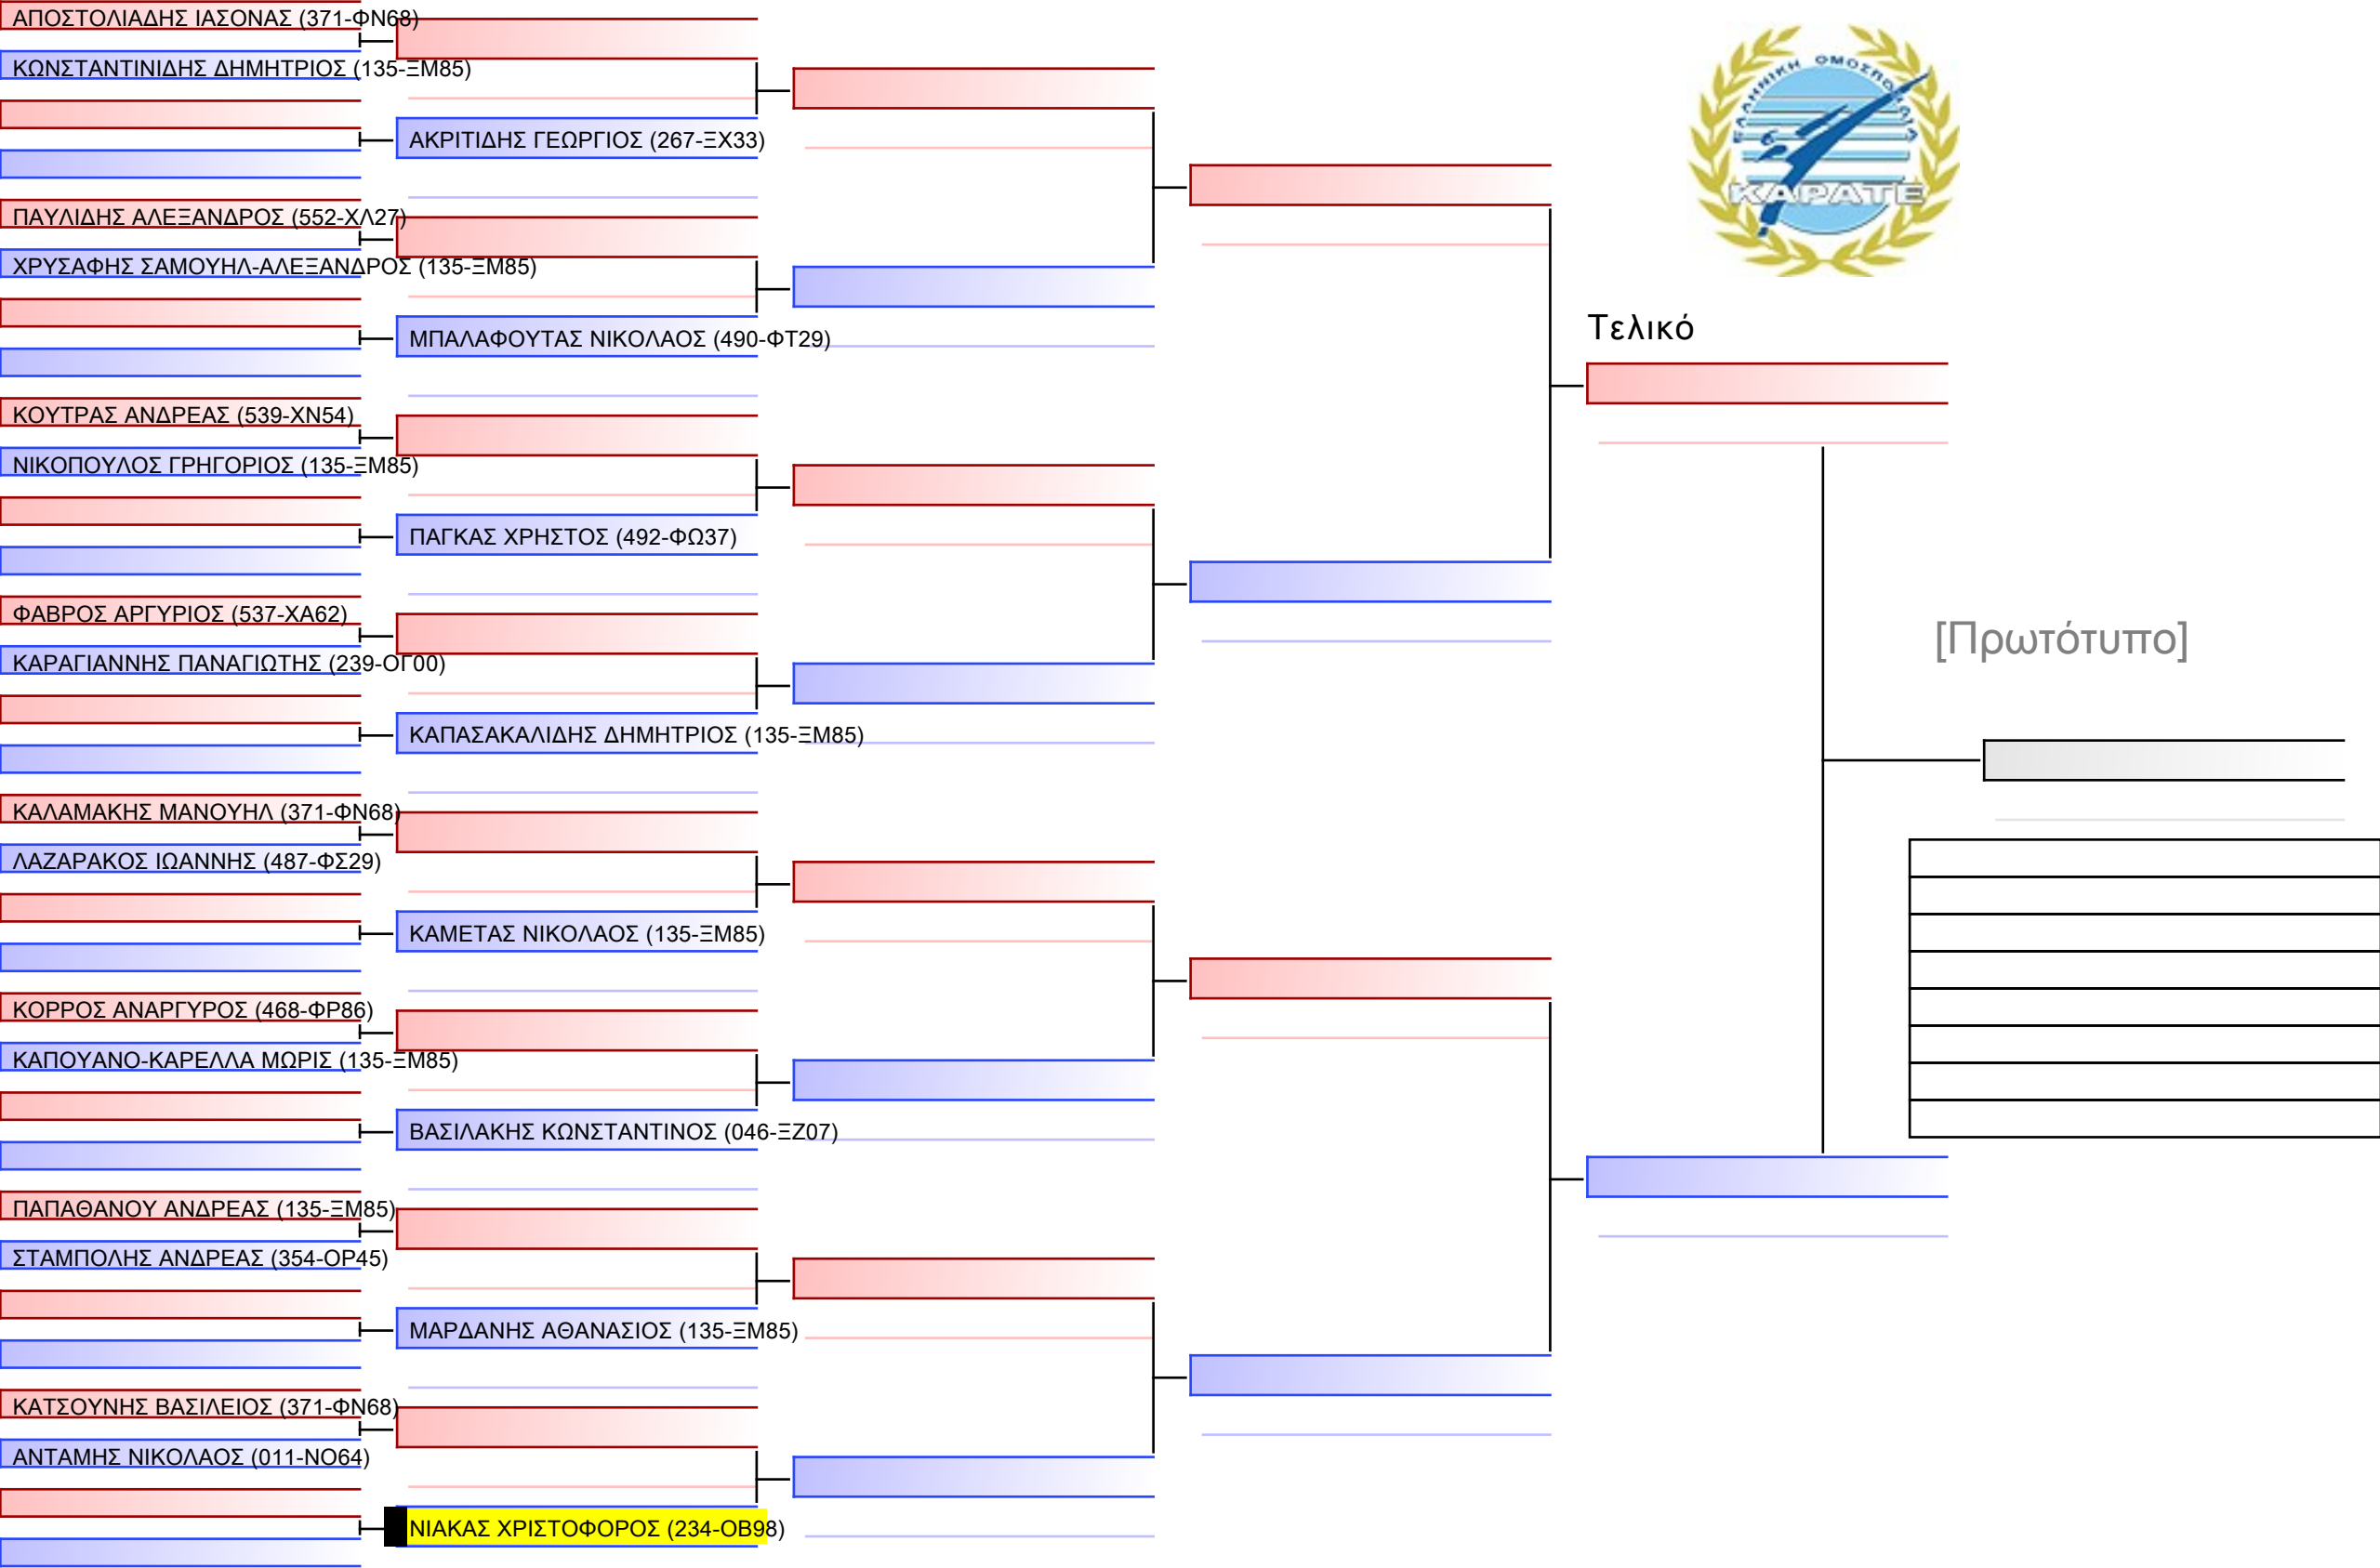 ΑΠΟΣΤΟΛΙΑΔΗΣ ΙΑΣΟΝΑΣ (371-ΦΝ68)
ΚΩΝΣΤΑΝΤΙΝΙΔΗΣ ΔΗΜΗΤΡΙΟΣ (135-ΞΜ85)
ΑΚΡΙΤΙΔΗΣ ΓΕΩΡΓΙΟΣ (267-ΞΧ33)
ΠΑΥΛΙΔΗΣ ΑΛΕΞΑΝΔΡΟΣ (552-ΧΛ27)
ΧΡΥΣΑΦΗΣ ΣΑΜΟΥΗΛ-ΑΛΕΞΑΝΔΡΟΣ (135-ΞΜ85)
ΜΠΑΛΑΦΟΥΤΑΣ ΝΙΚΟΛΑΟΣ (490-ΦΤ29)
ΚΟΥΤΡΑΣ ΑΝΔΡΕΑΣ (539-ΧΝ54)
ΝΙΚΟΠΟΥΛΟΣ ΓΡΗΓΟΡΙΟΣ (135-ΞΜ85)
ΠΑΓΚΑΣ ΧΡΗΣΤΟΣ (492-ΦΩ37)
ΦΑΒΡΟΣ ΑΡΓΥΡΙΟΣ (537-ΧΑ62)
ΚΑΡΑΓΙΑΝΝΗΣ ΠΑΝΑΓΙΩΤΗΣ (239-ΟΓ00)
ΚΑΠΑΣΑΚΑΛΙΔΗΣ ΔΗΜΗΤΡΙΟΣ (135-ΞΜ85)
ΚΑΛΑΜΑΚΗΣ ΜΑΝΟΥΗΛ (371-ΦΝ68)
ΛΑΖΑΡΑΚΟΣ ΙΩΑΝΝΗΣ (487-ΦΣ29)
ΚΑΜΕΤΑΣ ΝΙΚΟΛΑΟΣ (135-ΞΜ85)
ΚΟΡΡΟΣ ΑΝΑΡΓΥΡΟΣ (468-ΦΡ86)
ΚΑΠΟΥΑΝΟ-ΚΑΡΕΛΛΑ ΜΩΡΙΣ (135-ΞΜ85)
ΒΑΣΙΛΑΚΗΣ ΚΩΝΣΤΑΝΤΙΝΟΣ (046-ΞΖ07)
ΠΑΠΑΘΑΝΟΥ ΑΝΔΡΕΑΣ (135-ΞΜ85)
ΣΤΑΜΠΟΛΗΣ ΑΝΔΡΕΑΣ (354-ΟΡ45)
ΜΑΡΔΑΝΗΣ ΑΘΑΝΑΣΙΟΣ (135-ΞΜ85)
ΚΑΤΣΟΥΝΗΣ ΒΑΣΙΛΕΙΟΣ (371-ΦΝ68)
ΑΝΤΑΜΗΣ ΝΙΚΟΛΑΟΣ (011-ΝΟ64)
ΝΙΑΚΑΣ ΧΡΙΣΤΟΦΟΡΟΣ (234-ΟΒ98)
ΕΛΛΗΝΙΚΗ ΟΜΟΣΠΟΝΔΙΑ
ΚΑΡΑΤΕ
Τελικό
[Πρωτότυπο]